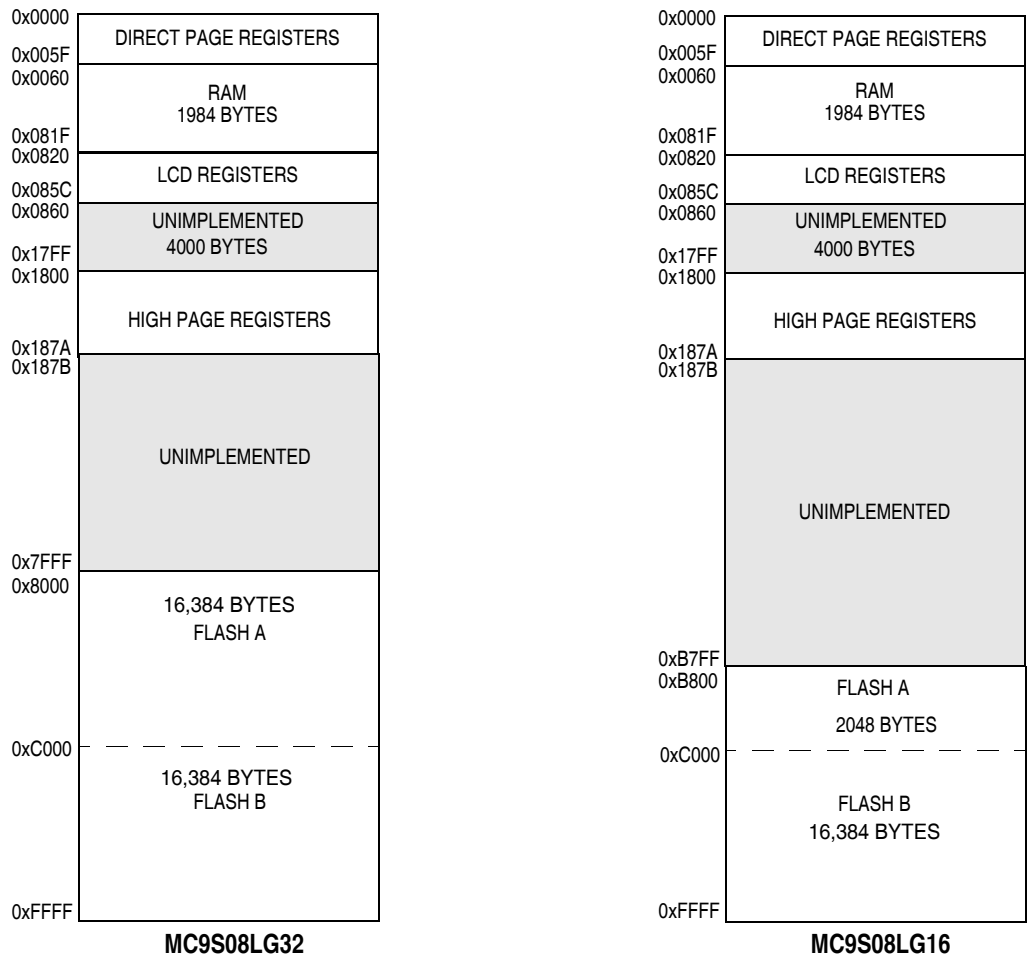 0x0000
DIRECT PAGE REGISTERS
0x005F
0x0060
RAM
1984 BYTES
0x081F
0x0820
LCD REGISTERS
0x085C
0x0860
UNIMPLEMENTED
4000 BYTES
0x17FF
0x1800
HIGH PAGE REGISTERS
0x187A
0x187B
UNIMPLEMENTED
0x7FFF
0x8000
16,384 BYTES
FLASH A
0xC000
16,384 BYTES
FLASH B
0xFFFF
MC9S08LG32
0x0000
DIRECT PAGE REGISTERS
0x005F
0x0060
RAM
1984 BYTES
0x081F
0x0820
LCD REGISTERS
0x085C
0x0860
UNIMPLEMENTED
4000 BYTES
0x17FF
0x1800
HIGH PAGE REGISTERS
0x187A
0x187B
UNIMPLEMENTED
0xB7FF
0xB800
FLASH A
2048 BYTES
0xC000
FLASH B
16,384 BYTES
0xFFFF
MC9S08LG16